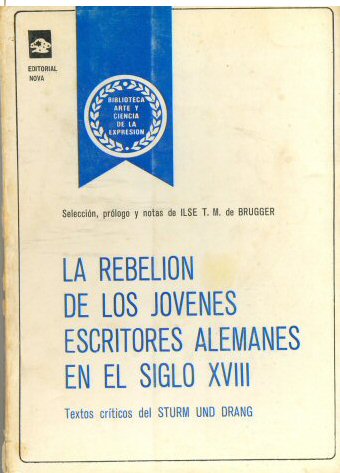 EDITORIAL
NOVA
BIBLIOTECA
ARTE Y
CIENCIA
DE LA
EXPRESION
Selección, prólogo y notas de ILSE T. M. de BRUGGER
LA REBELION
DE LOS JOVENES
ESCRITORES ALEMANES
EN EL SIGLO XVIII
Textos críticos del STURM UND DRANG